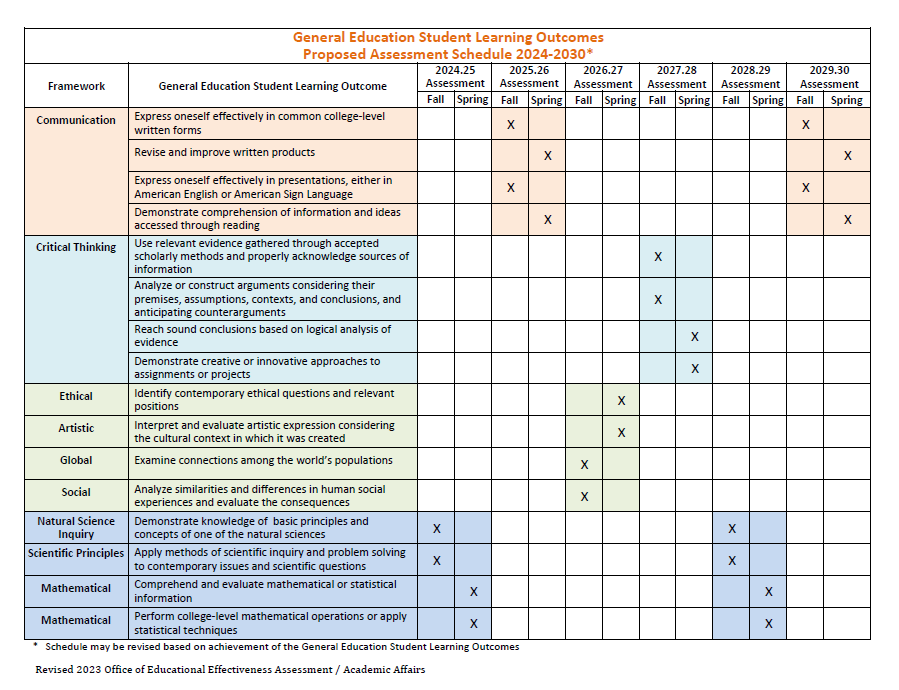 General Education Student Learning Outcomes
Proposed Assessment Schedule 2024-2030*
Framework
General Education Student Learning Outcome
2024.25
Assessment
2025.26
Assessment
2026.27
Assessment
2027.28
Assessment
2028.29
Assessment
2029.30
Assessment
Fall Spring Fall Spring Fall Spring Fall Spring Fall Spring Fall Spring
Communication
Express oneself effectively in common college-level
written forms
X X
Revise and improve written products
X X
Express oneself effectively in presentations, either in
American English or American Sign Language
X X
Demonstrate comprehension of information and ideas
accessed through reading
X X
Critical Thinking
Use relevant evidence gathered through accepted
scholarly methods and properly acknowledge sources of
information
X
Analyze or construct arguments considering their
premises, assumptions, contexts, and conclusions, and
anticipating counterarguments
X
Reach sound conclusions based on logical analysis of
evidence
X
Demonstrate creative or innovative approaches to
assignments or projects
X
Ethical
Identify contemporary ethical questions and relevant
positions
X
Artistic
Interpret and evaluate artistic expression considering
the cultural context in which it was created
X
Global
Examine connections among the world's populations
X
Social
Analyze similarities and differences in human social
experiences and evaluate the consequences
X
Natural Science
Inquiry
Demonstrate knowledge of basic principles and
concepts of one of the natural sciences
X X
Scientific Principles
Apply methods of scientific inquiry and problem solving
to contemporary issues and scientific questions
X X
Mathematical
Comprehend and evaluate mathematical or statistical
information
X X
Mathematical
Perform college-level mathematical operations or apply
statistical techniques
X X
* Schedule may be revised based on achievement of the General Education Student Learning Outcomes
Revised 2023 Office of Educational Effectiveness Assessment / Academic Affairs